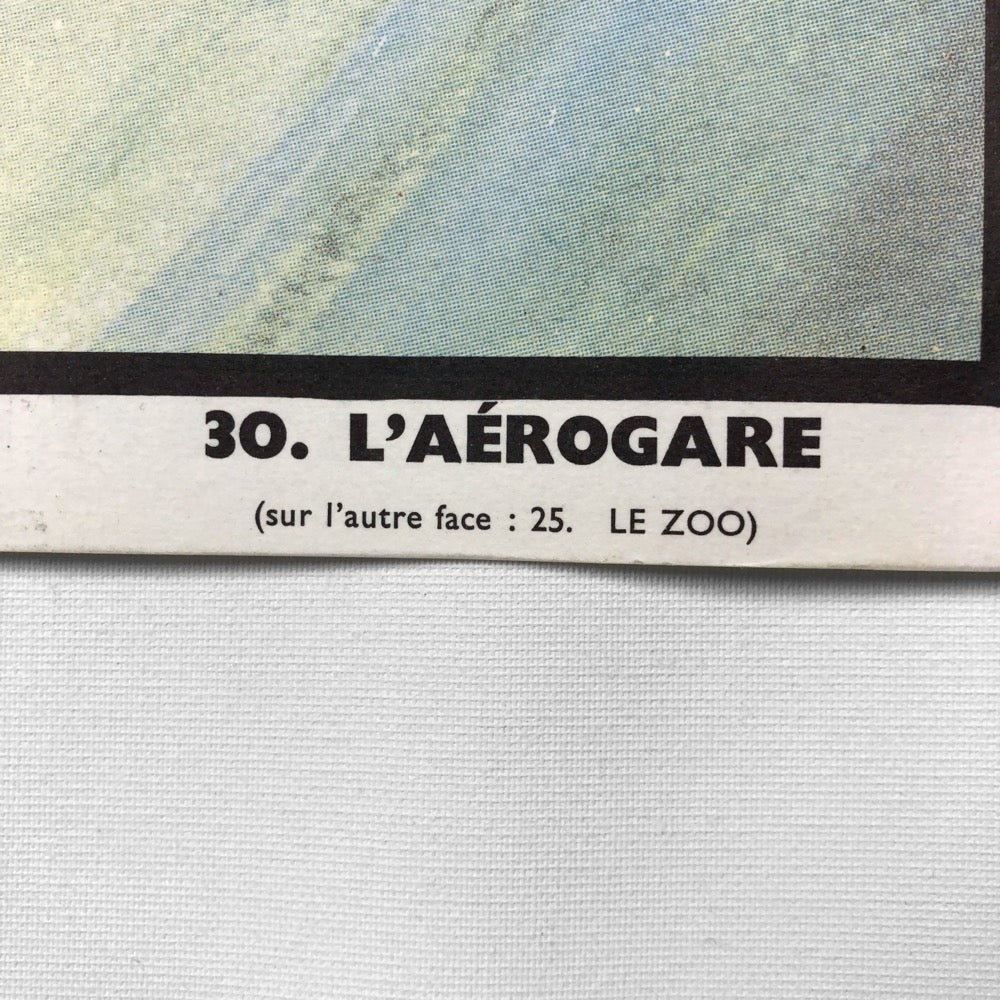 30. L’AÉROGARE
(sur l’autre face : 25. LE ZOO)